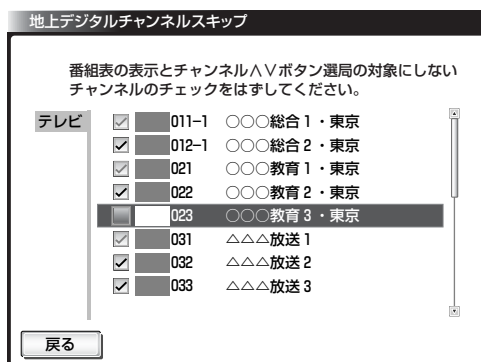 地上デジタルチャンネルスキップ
番組表の表示とチャンネル∧∨ボタン選局の対象にしない
チャンネルのチェックをはずしてください。
テレビ
011–1 ○○○総合1・東京
012–1 ○○○総合2・東京
021 ○○○教育1・東京
022 ○○○教育2・東京
023 ○○○教育3・東京
031 △△△放送1
032 △△△放送2
033 △△△放送3
戻る